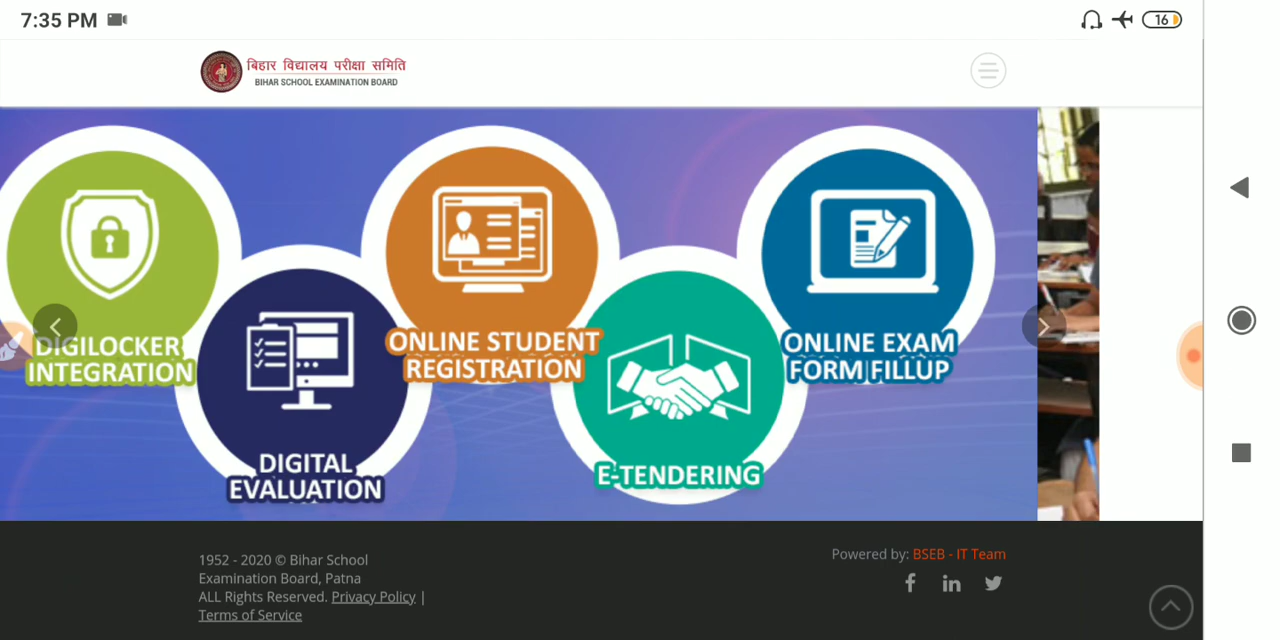 7:35 PM
16
बिहार विद्यालय परीक्षा समिति
BIHAR SCHOOL EXAMINATION BOARD
DIGILOCKER
INTEGRATION
DIGITAL
EVALUATION
ONLINE STUDENT
REGISTRATION
E-TENDERING
ONLINE EXAM
FORM FILLUP
1952 - 2020 © Bihar School
Examination Board, Patna
ALL Rights Reserved. Privacy Policy |
Terms of Service
Powered by: BSEB - IT Team